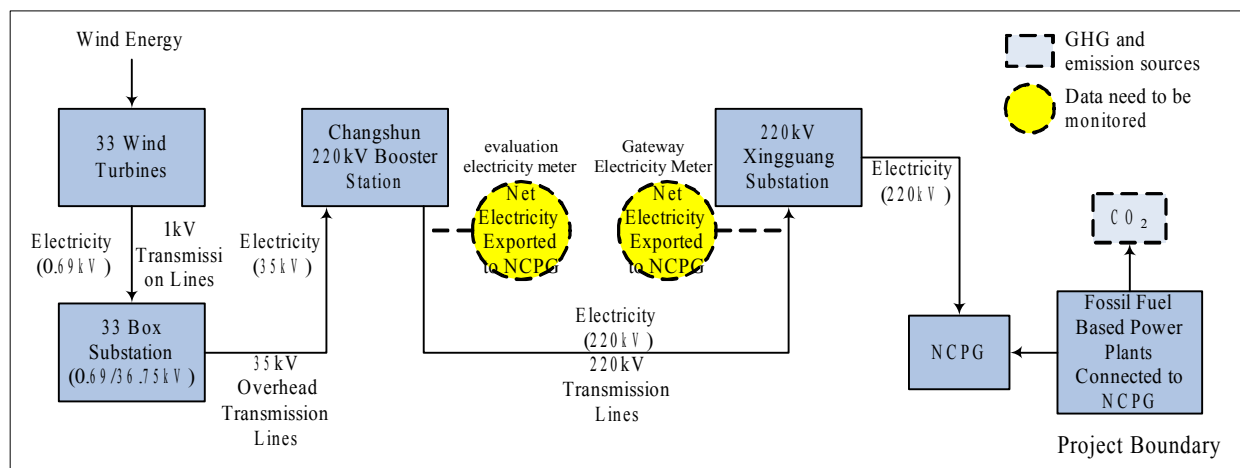 Wind Energy
33 Wind
Turbines
Electricity
(0.69kV)
1kV
Transmissi
on Lines
33 Box
Substation
(0.69/36.75kV)
35kV
Overhead
Transmission
Lines
Electricity
(35kV)
Changshun
220kV Booster
Station
evaluation
electricity meter
Net
Electricity
Exported
to NCPG
Gateway
Electricity Meter
Net
Electricity
Exported
to NCPG
Electricity
(220kV)
220kV
Transmission
Lines
220kV
Xingguang
Substation
Electricity
(220kV)
NCPG
GHG and
emission sources
Data need to be
monitored
CO₂
Fossil Fuel
Based Power
Plants
Connected to
NCPG
Project Boundary